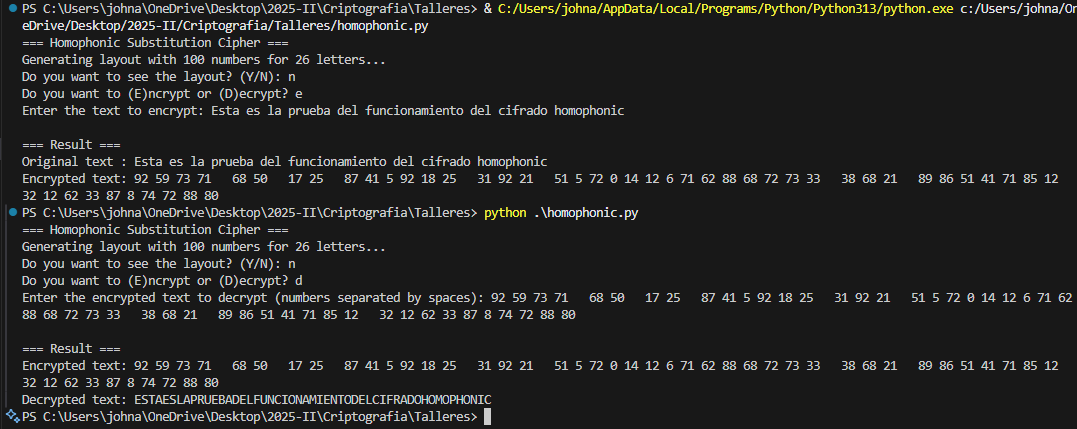 PS C:\Users\johna\OneDrive\Desktop\2025-II\Criptografia\Talleres> & C:/Users/johna/AppData/Local/Programs/Python/Python313/python.exe c:/Users/johna/On
eDrive/Desktop/2025-II/Criptografia/Talleres/homophonic.py
=== Homophonic Substitution Cipher ===
Generating layout with 100 numbers for 26 letters...
Do you want to see the layout? (Y/N): n
Do you want to (E)ncrypt or (D)ecrypt? e
Enter the text to encrypt: Esta es la prueba del funcionamiento del cifrado homophonic

=== Result ===
Original text : Esta es la prueba del funcionamiento del cifrado homophonic
Encrypted text: 92 59 73 71   68 50   17 25   87 41 5 92 18 25   31 92 21   51 5 72 0 14 12 6 71 62 88 68 72 73 33   38 68 21   89 86 51 41 71 85 12
32 12 62 33 87 8 74 72 88 80
PS C:\Users\johna\OneDrive\Desktop\2025-II\Criptografia\Talleres> python .\homophonic.py
=== Homophonic Substitution Cipher ===
Generating layout with 100 numbers for 26 letters...
Do you want to see the layout? (Y/N): n
Do you want to (E)ncrypt or (D)ecrypt? d
Enter the encrypted text to decrypt (numbers separated by spaces): 92 59 73 71   68 50   17 25   87 41 5 92 18 25   31 92 21   51 5 72 0 14 12 6 71 62
88 68 72 73 33   38 68 21   89 86 51 41 71 85 12   32 12 62 33 87 8 74 72 88 80

=== Result ===
Encrypted text: 92 59 73 71   68 50   17 25   87 41 5 92 18 25   31 92 21   51 5 72 0 14 12 6 71 62 88 68 72 73 33   38 68 21   89 86 51 41 71 85 12
32 12 62 33 87 8 74 72 88 80
Decrypted text: ESTAESLAPRUEBADELFUNCIONAMIENTODELCIFRADOHOMOPHONIC
PS C:\Users\johna\OneDrive\Desktop\2025-II\Criptografia\Talleres>